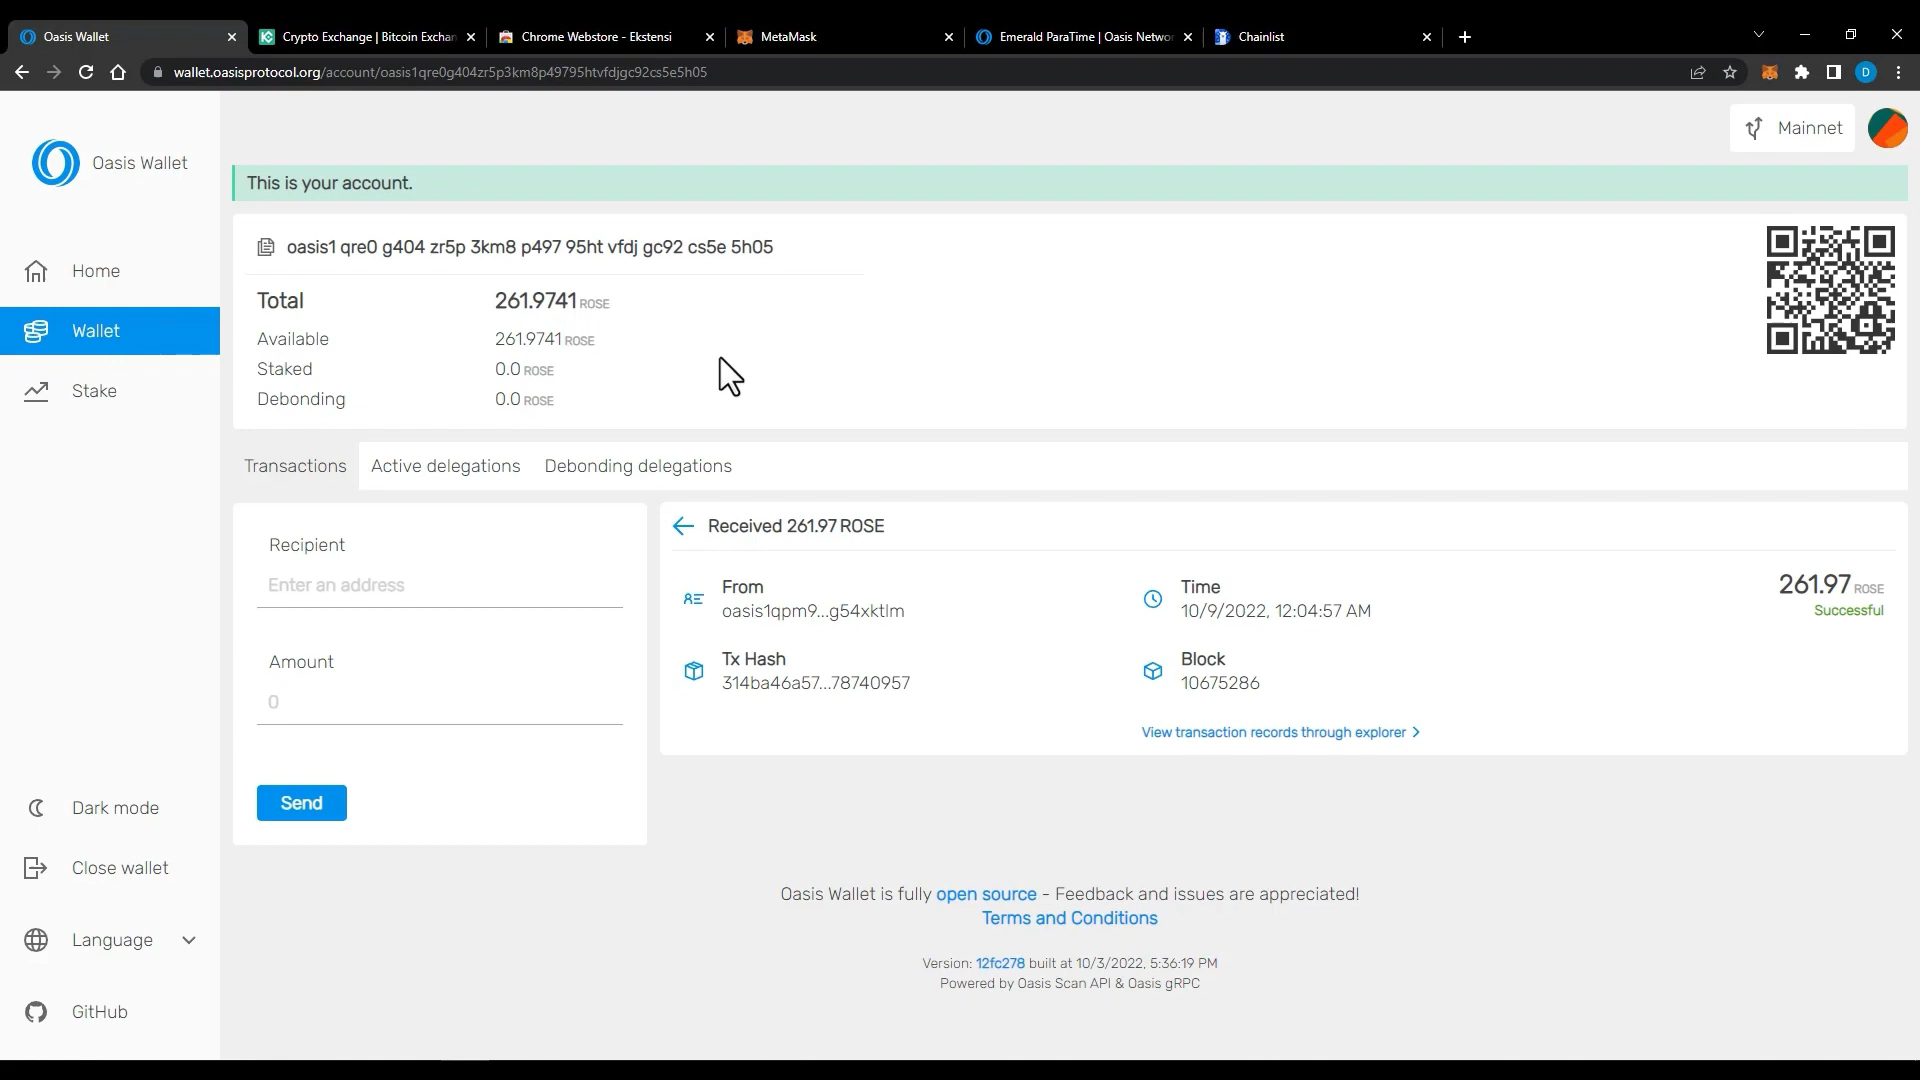 Oasis Wallet
Crypto Exchange | Bitcoin Exchan
Chrome Webstore - Ekstensi
MetaMask
Emerald ParaTime | Oasis Networ
Chainlist
wallet.oasisprotocol.org/account/oasis1qre0g404zr5p3km8p49795htvfdjgc92cs5e5h05
D
Oasis Wallet
Mainnet
This is your account.
oasis1 qre0 g404 zr5p 3km8 p497 95ht vfdj gc92 cs5e 5h05
Home
Total 261.9741 ROSE
Wallet
Available 261.9741 ROSE
Staked 0.0 ROSE
Stake
Debonding 0.0 ROSE
Transactions Active delegations Debonding delegations
Recipient
Enter an address
Amount
0
Send
Received 261.97 ROSE
From
oasis1qpm9...g54xktlm
Time
10/9/2022, 12:04:57 AM
261.97 ROSE
Successful
Tx Hash
314ba46a57...78740957
Block
10675286
View transaction records through explorer
Dark mode
Close wallet
Language
GitHub
Oasis Wallet is fully open source - Feedback and issues are appreciated!
Terms and Conditions
Version: 12fc278 built at 10/3/2022, 5:36:19 PM
Powered by Oasis Scan API & Oasis gRPC